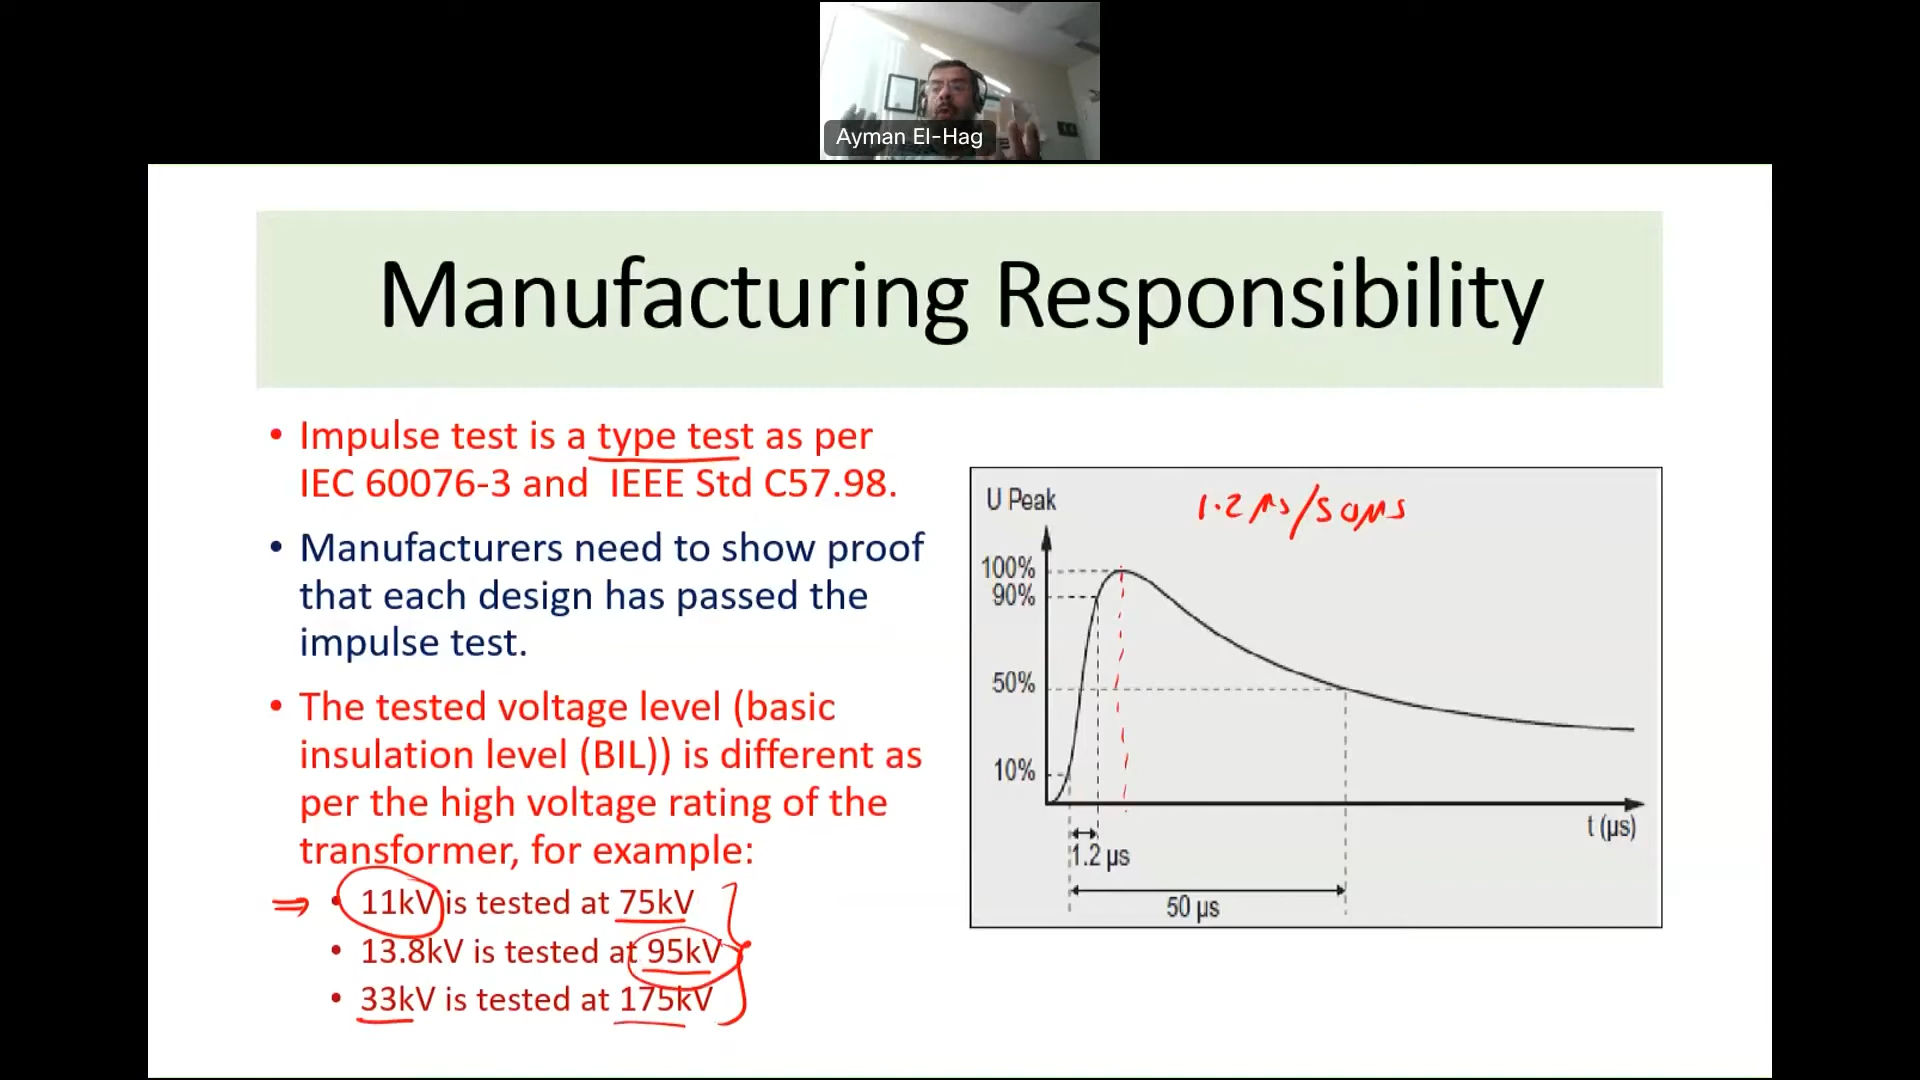 Ayman El-Hag
Manufacturing Responsibility
• Impulse test is a type test as per
IEC 60076-3 and IEEE Std C57.98.
• Manufacturers need to show proof
that each design has passed the
impulse test.
• The tested voltage level (basic
insulation level (BIL)) is different as
per the high voltage rating of the
transformer, for example:
• 11kV is tested at 75kV
• 13.8kV is tested at 95kV
• 33kV is tested at 175kV
U Peak
1.2 µs/50µs
100%
90%
50%
10%
t (µs)
1.2 µs
50 µs